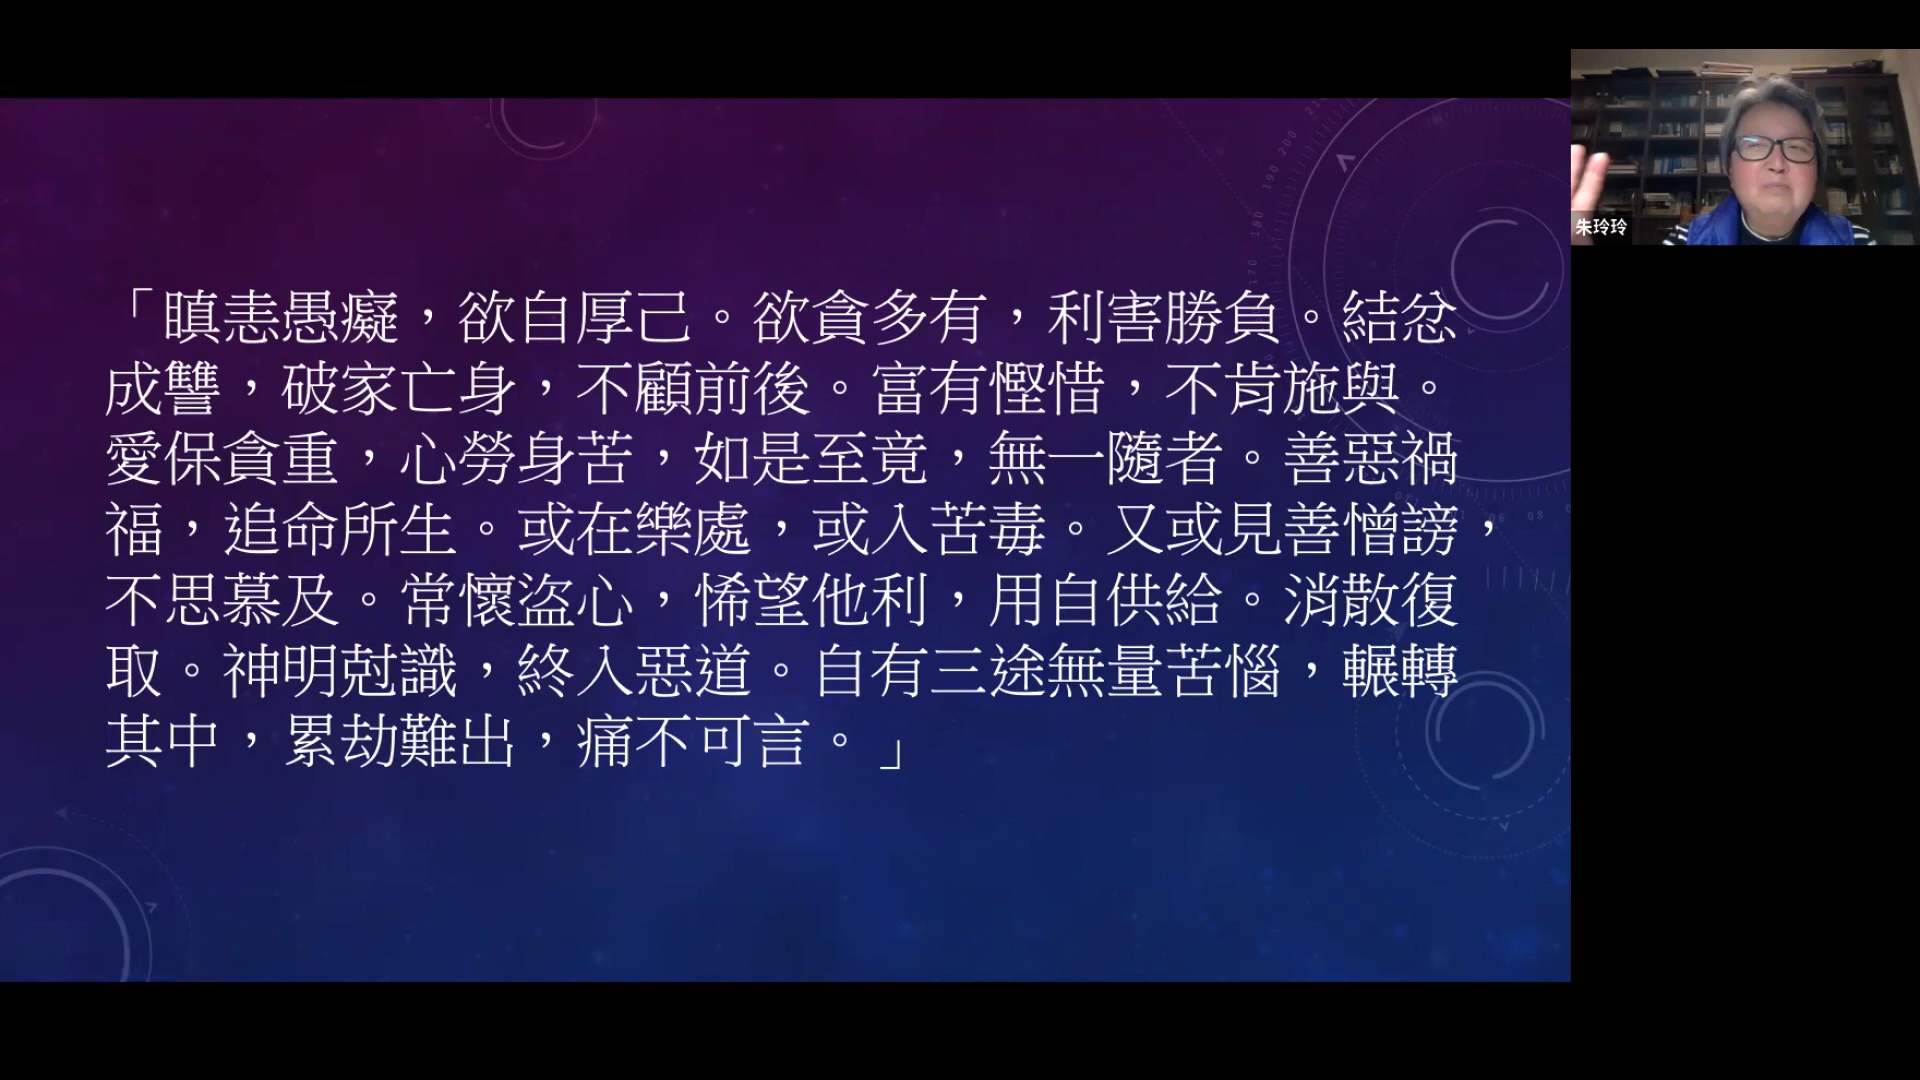 「瞋恚愚癡，欲自厚己。欲貪多有，利害勝負。結忿
成讐，破家亡身，不顧前後。富有慳惜，不肯施與。
愛保貪重，心勞身苦，如是至竟，無一隨者。善惡禍
福，追命所生。或在樂處，或入苦毒。又或見善憎謗，
不思慕及。常懷盜心，悕望他利，用自供給。消散復
取。神明尅識，終入惡道。自有三途無量苦惱，輾轉
其中，累劫難出，痛不可言。」
朱玲玲